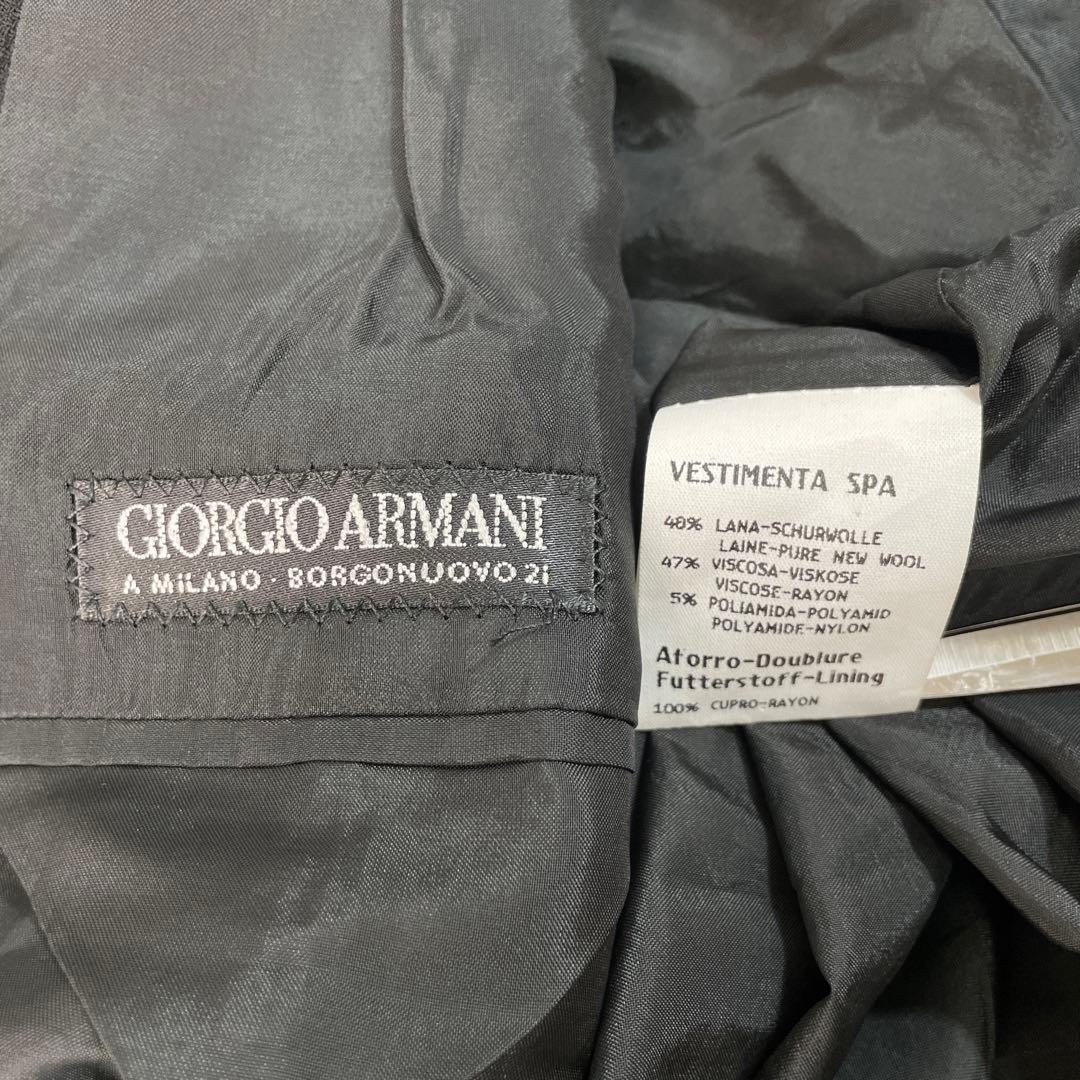 GIORGIO ARMANI
A MILANO · BORGONUOVO 21
VESTIMENTA SPA
48% LANA-SCHURWOLLE
LAINE-PURE NEW WOOL
47% VISCOSA-VISKOSE
VISCOSE-RAYON
5% POLIAMIDA-POLYAMID
POLYAMIDE-NYLON
Aforro-Doublure
Futterstoff-Lining
100% CUPRO-RAYON